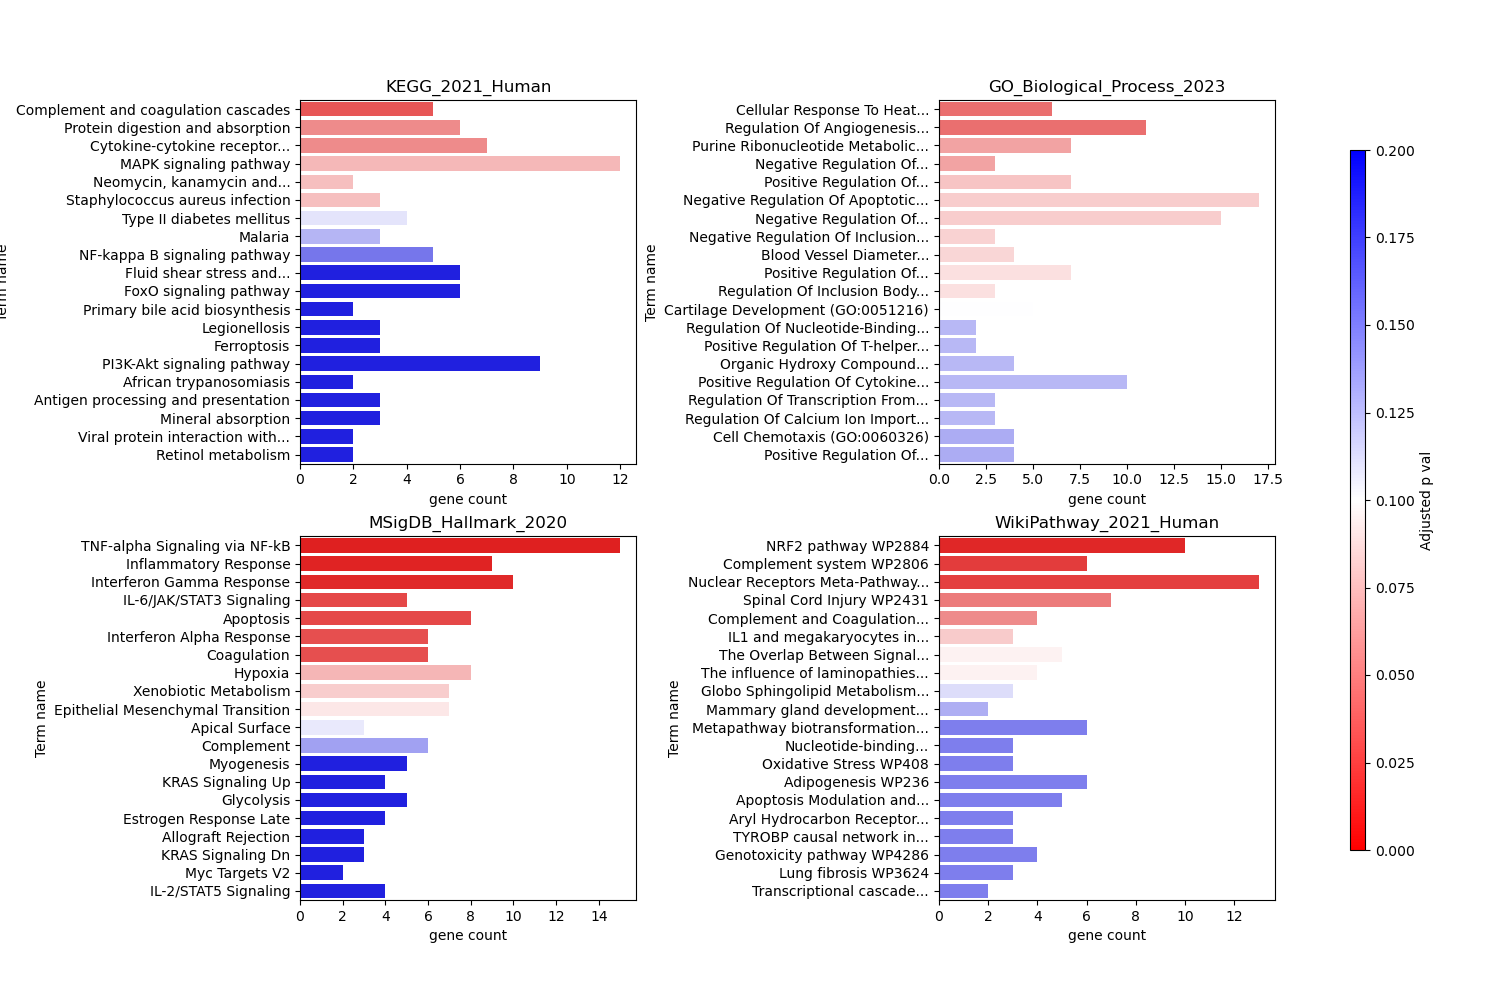 KEGG_2021_Human
Complement and coagulation cascades
Protein digestion and absorption
Cytokine-cytokine receptor...
MAPK signaling pathway
Neomycin, kanamycin and...
Staphylococcus aureus infection
Type II diabetes mellitus
Malaria
NF-kappa B signaling pathway
Fluid shear stress and...
FoxO signaling pathway
Primary bile acid biosynthesis
Legionellosis
Ferroptosis
PI3K-Akt signaling pathway
African trypanosomiasis
Antigen processing and presentation
Mineral absorption
Viral protein interaction with...
Retinol metabolism
Term name
0 2 4 6 8 10 12
gene count
GO_Biological_Process_2023
Cellular Response To Heat...
Regulation Of Angiogenesis...
Purine Ribonucleotide Metabolic...
Negative Regulation Of...
Positive Regulation Of...
Negative Regulation Of Apoptotic...
Negative Regulation Of...
Negative Regulation Of Inclusion...
Blood Vessel Diameter...
Positive Regulation Of...
Regulation Of Inclusion Body...
Cartilage Development (GO:0051216)
Regulation Of Nucleotide-Binding...
Positive Regulation Of T-helper...
Organic Hydroxy Compound...
Positive Regulation Of Cytokine...
Regulation Of Transcription From...
Regulation Of Calcium Ion Import...
Cell Chemotaxis (GO:0060326)
Positive Regulation Of...
Term name
0.0 2.5 5.0 7.5 10.0 12.5 15.0 17.5
gene count
MSigDB_Hallmark_2020
TNF-alpha Signaling via NF-kB
Inflammatory Response
Interferon Gamma Response
IL-6/JAK/STAT3 Signaling
Apoptosis
Interferon Alpha Response
Coagulation
Hypoxia
Xenobiotic Metabolism
Epithelial Mesenchymal Transition
Apical Surface
Complement
Myogenesis
KRAS Signaling Up
Glycolysis
Estrogen Response Late
Allograft Rejection
KRAS Signaling Dn
Myc Targets V2
IL-2/STAT5 Signaling
Term name
0 2 4 6 8 10 12 14
gene count
WikiPathway_2021_Human
NRF2 pathway WP2884
Complement system WP2806
Nuclear Receptors Meta-Pathway...
Spinal Cord Injury WP2431
Complement and Coagulation...
IL1 and megakaryocytes in...
The Overlap Between Signal...
The influence of laminopathies...
Globo Sphingolipid Metabolism...
Mammary gland development...
Metapathway biotransformation...
Nucleotide-binding...
Oxidative Stress WP408
Adipogenesis WP236
Apoptosis Modulation and...
Aryl Hydrocarbon Receptor...
TYROBP causal network in...
Genotoxicity pathway WP4286
Lung fibrosis WP3624
Transcriptional cascade...
Term name
0 2 4 6 8 10 12
gene count
0.200
0.175
0.150
0.125
0.100
0.075
0.050
0.025
0.000
Adjusted p val